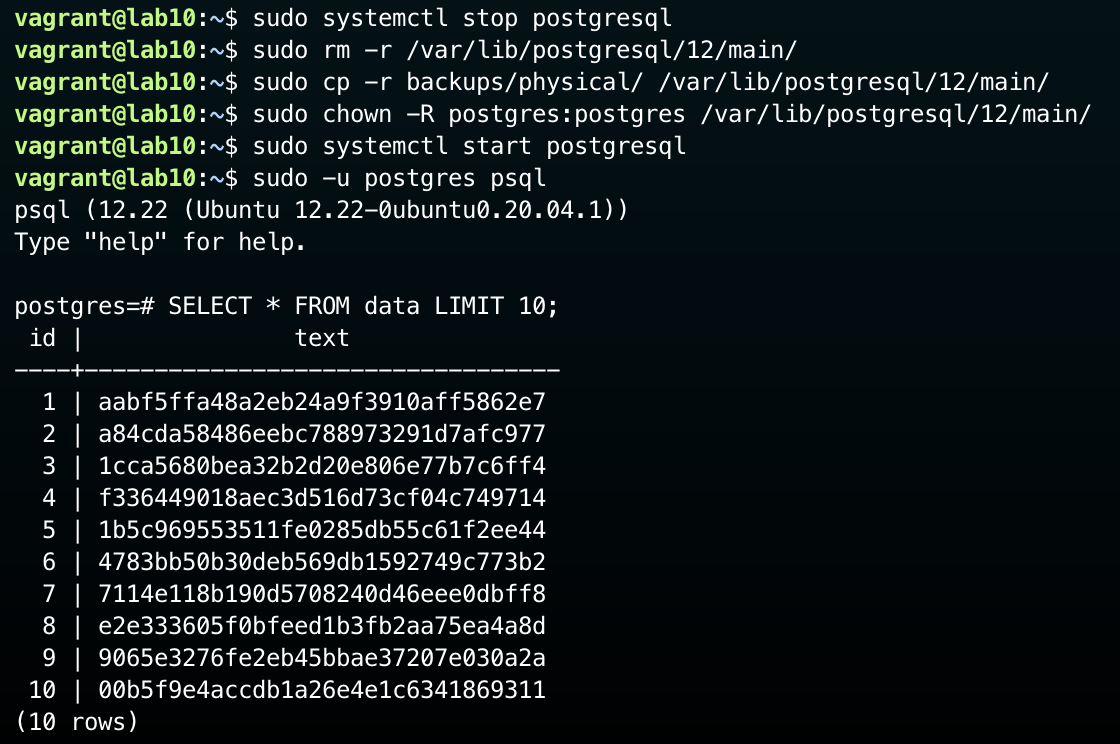 vagrant@lab10:~$ sudo systemctl stop postgresql
vagrant@lab10:~$ sudo rm -r /var/lib/postgresql/12/main/
vagrant@lab10:~$ sudo cp -r backups/physical/ /var/lib/postgresql/12/main/
vagrant@lab10:~$ sudo chown -R postgres:postgres /var/lib/postgresql/12/main/
vagrant@lab10:~$ sudo systemctl start postgresql
vagrant@lab10:~$ sudo -u postgres psql
psql (12.22 (Ubuntu 12.22-0ubuntu0.20.04.1))
Type "help" for help.

postgres=# SELECT * FROM data LIMIT 10;
 id |               text
----+----------------------------------
  1 | aabf5ffa48a2eb24a9f3910aff5862e7
  2 | a84cda58486eebc788973291d7afc977
  3 | 1cca5680bea32b2d20e806e77b7c6ff4
  4 | f336449018aec3d516d73cf04c749714
  5 | 1b5c969553511fe0285db55c61f2ee44
  6 | 4783bb50b30deb569db1592749c773b2
  7 | 7114e118b190d5708240d46eee0dbff8
  8 | e2e333605f0bfeed1b3fb2aa75ea4a8d
  9 | 9065e3276fe2eb45bbae37207e030a2a
 10 | 00b5f9e4accdb1a26e4e1c6341869311
(10 rows)